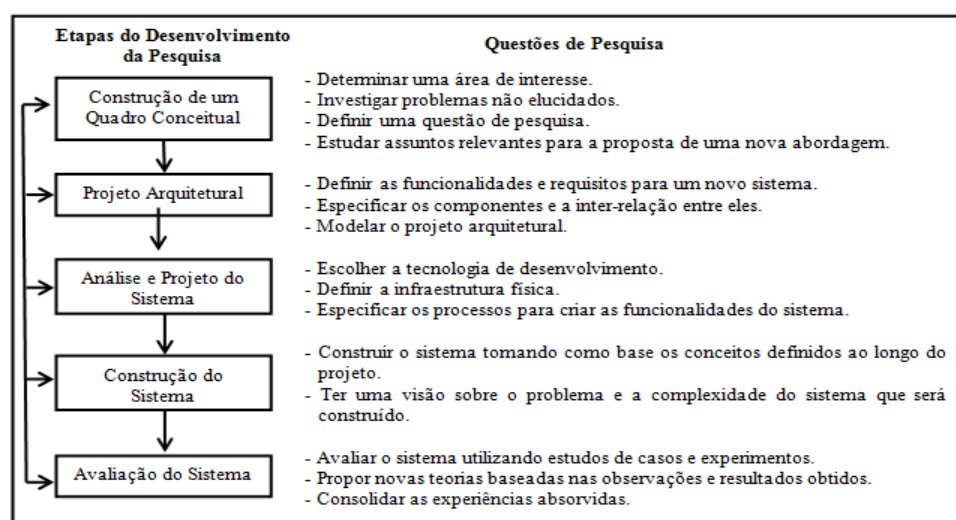 Etapas do Desenvolvimento
da Pesquisa
Questões de Pesquisa
Construção de um
Quadro Conceitual
- Determinar uma área de interesse.
- Investigar problemas não elucidados.
- Definir uma questão de pesquisa.
- Estudar assuntos relevantes para a proposta de uma nova abordagem.
Projeto Arquitetural
- Definir as funcionalidades e requisitos para um novo sistema.
- Especificar os componentes e a inter-relação entre eles.
- Modelar o projeto arquitetural.
Análise e Projeto do
Sistema
- Escolher a tecnologia de desenvolvimento.
- Definir a infraestrutura física.
- Especificar os processos para criar as funcionalidades do sistema.
Construção do
Sistema
- Construir o sistema tomando como base os conceitos definidos ao longo do
projeto.
- Ter uma visão sobre o problema e a complexidade do sistema que será
construído.
Avaliação do Sistema
- Avaliar o sistema utilizando estudos de casos e experimentos.
- Propor novas teorias baseadas nas observações e resultados obtidos.
- Consolidar as experiências absorvidas.